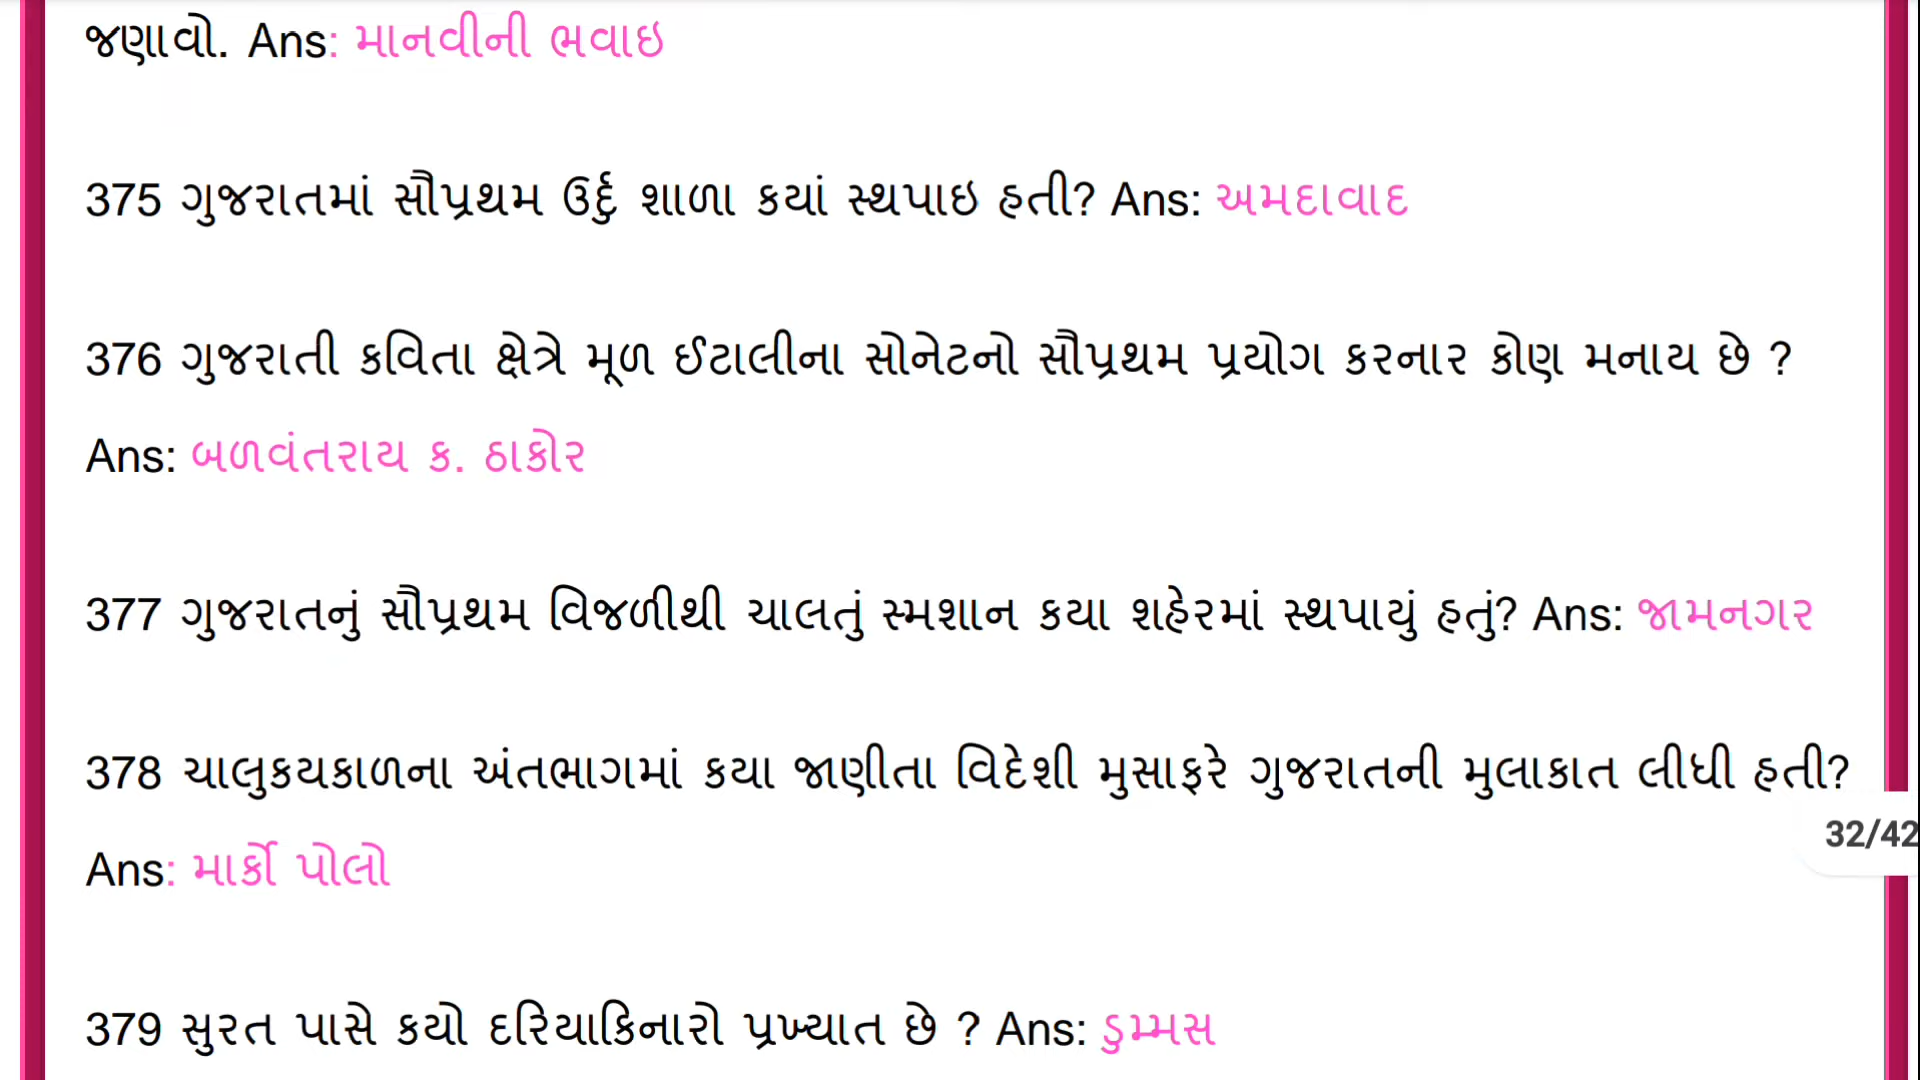 જણાવો. Ans: માનવીની ભવાઇ
375 ગુજરાતમાં સૌપ્રથમ ઉર્દુ શાળા કયાં સ્થપાઇ હતી? Ans: અમદાવાદ
376 ગુજરાતી કવિતા ક્ષેત્રે મૂળ ઈટાલીના સોનેટનો સૌપ્રથમ પ્રયોગ કરનાર કોણ મનાય છે ?
Ans: બળવંતરાય ક. ઠાકોર
377 ગુજરાતનું સૌપ્રથમ વિજળીથી ચાલતું સ્મશાન કયા શહેરમાં સ્થપાયું હતું? Ans: જામનગર
378 ચાલુકયકાળના અંતભાગમાં કયા જાણીતા વિદેશી મુસાફરે ગુજરાતની મુલાકાત લીધી હતી?
32/42
Ans: માર્કો પોલો
379 સુરત પાસે કયો દરિયાકિનારો પ્રખ્યાત છે ? Ans: ડુમ્મસ